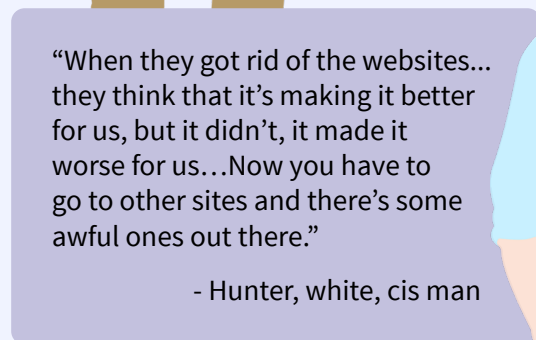 “When they got rid of the websites...
they think that it’s making it better
for us, but it didn’t, it made it
worse for us…Now you have to
go to other sites and there’s some
awful ones out there.”
- Hunter, white, cis man